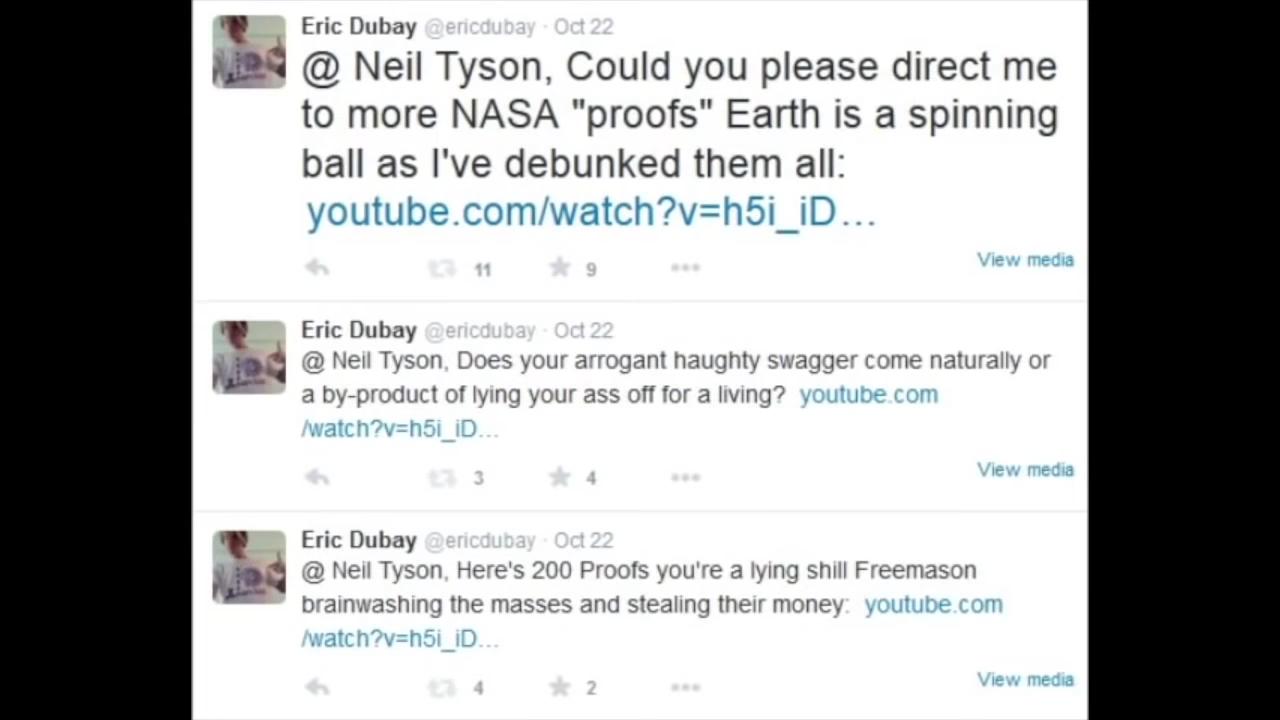 Eric Dubay @ericdubay · Oct 22
@ Neil Tyson, Could you please direct me
to more NASA "proofs" Earth is a spinning
ball as I've debunked them all:
youtube.com/watch?v=h5i_iD...
11 9 View media
Eric Dubay @ericdubay · Oct 22
@ Neil Tyson, Does your arrogant haughty swagger come naturally or
a by-product of lying your ass off for a living? youtube.com
/watch?v=h5i_iD...
3 4 View media
Eric Dubay @ericdubay · Oct 22
@ Neil Tyson, Here's 200 Proofs you're a lying shill Freemason
brainwashing the masses and stealing their money: youtube.com
/watch?v=h5i_iD...
4 2 View media